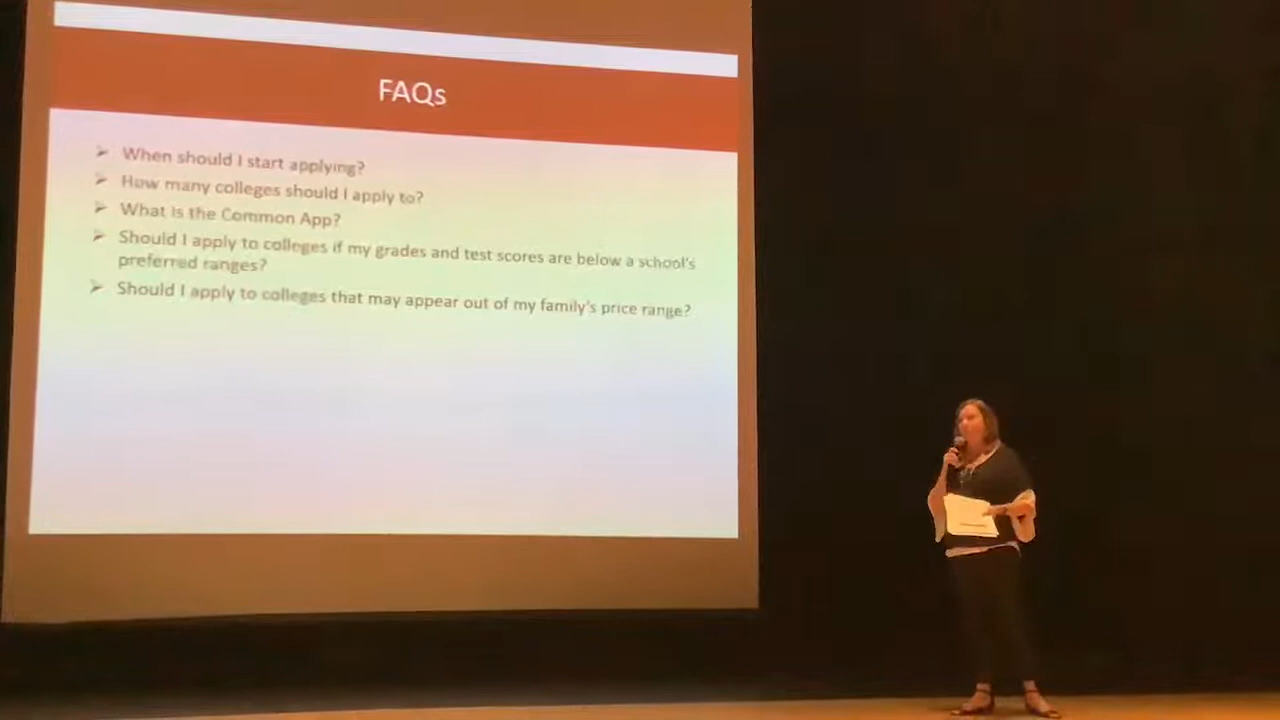 FAQs
When should I start applying?
How many colleges should I apply to?
What is the Common App?
Should I apply to colleges if my grades and test scores are below a school's
preferred ranges?
Should I apply to colleges that may appear out of my family's price range?